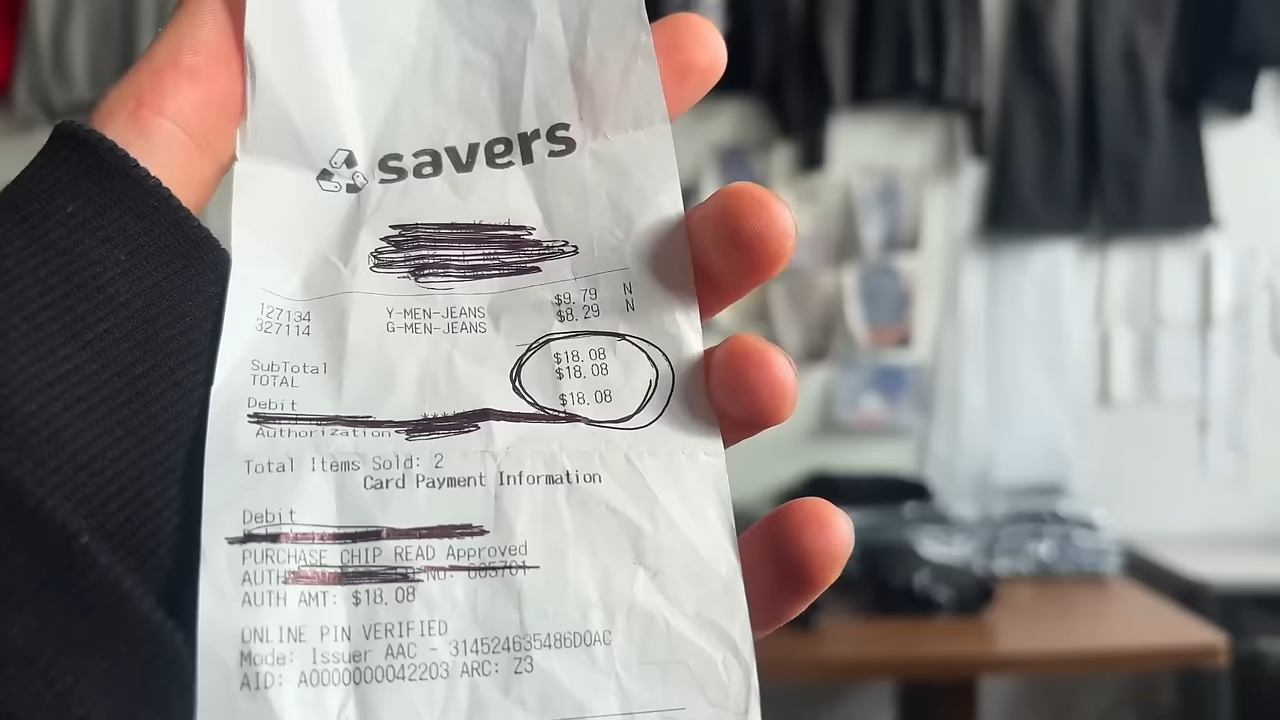 savers
127134 Y-MEN-JEANS $9.79 N
327114 G-MEN-JEANS $8.29 N
SubTotal $18.08
TOTAL $18.08
Debit $18.08
Authorization
Total Items Sold: 2
Card Payment Information
Debit
PURCHASE CHIP READ Approved
AUTH NO: 005701
AUTH AMT: $18.08
ONLINE PIN VERIFIED
Mode: Issuer AAC - 314524635486D0AC
AID: A0000000042203 ARC: Z3